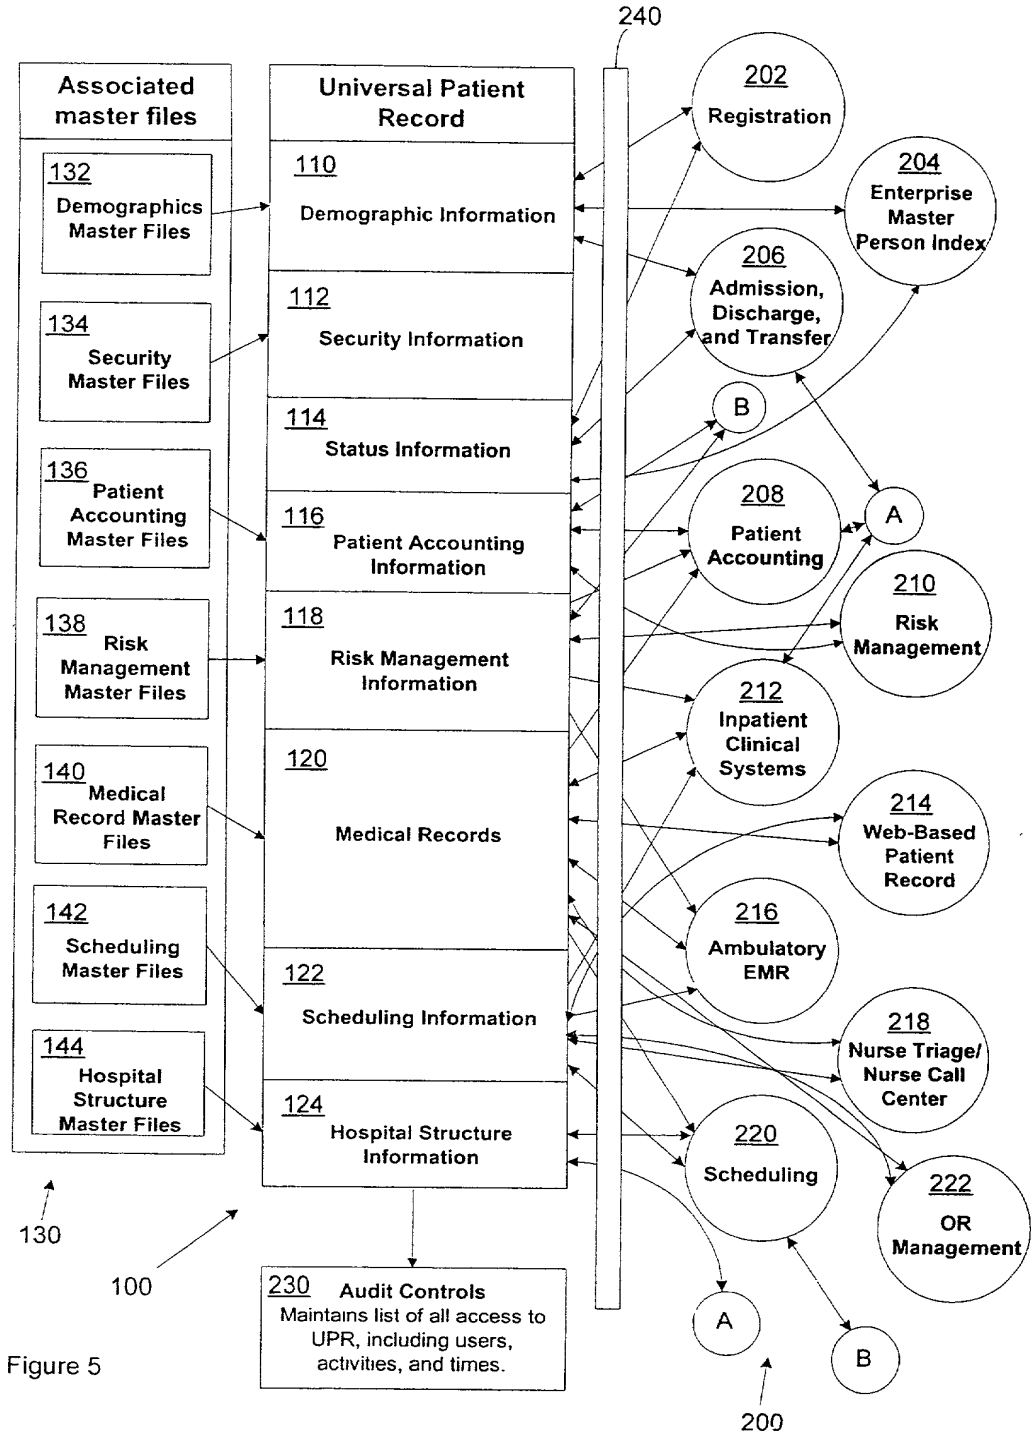 240
Associated
master files
132
Demographics
Master Files
134
Security
Master Files
136
Patient
Accounting
Master Files
138
Risk
Management
Master Files
140
Medical
Record Master
Files
142
Scheduling
Master Files
144
Hospital
Structure
Master Files
130
Universal Patient
Record
110
Demographic Information
112
Security Information
114
Status Information
116
Patient Accounting
Information
118
Risk Management
Information
120
Medical Records
122
Scheduling Information
124
Hospital Structure
Information
100
230 Audit Controls
Maintains list of all access to
UPR, including users,
activities, and times.
202
Registration
204
Enterprise
Master
Person Index
206
Admission,
Discharge,
and Transfer
B
208
Patient
Accounting
A
210
Risk
Management
212
Inpatient
Clinical
Systems
214
Web-Based
Patient
Record
216
Ambulatory
EMR
218
Nurse Triage/
Nurse Call
Center
220
Scheduling
222
OR
Management
A
B
200
Figure 5